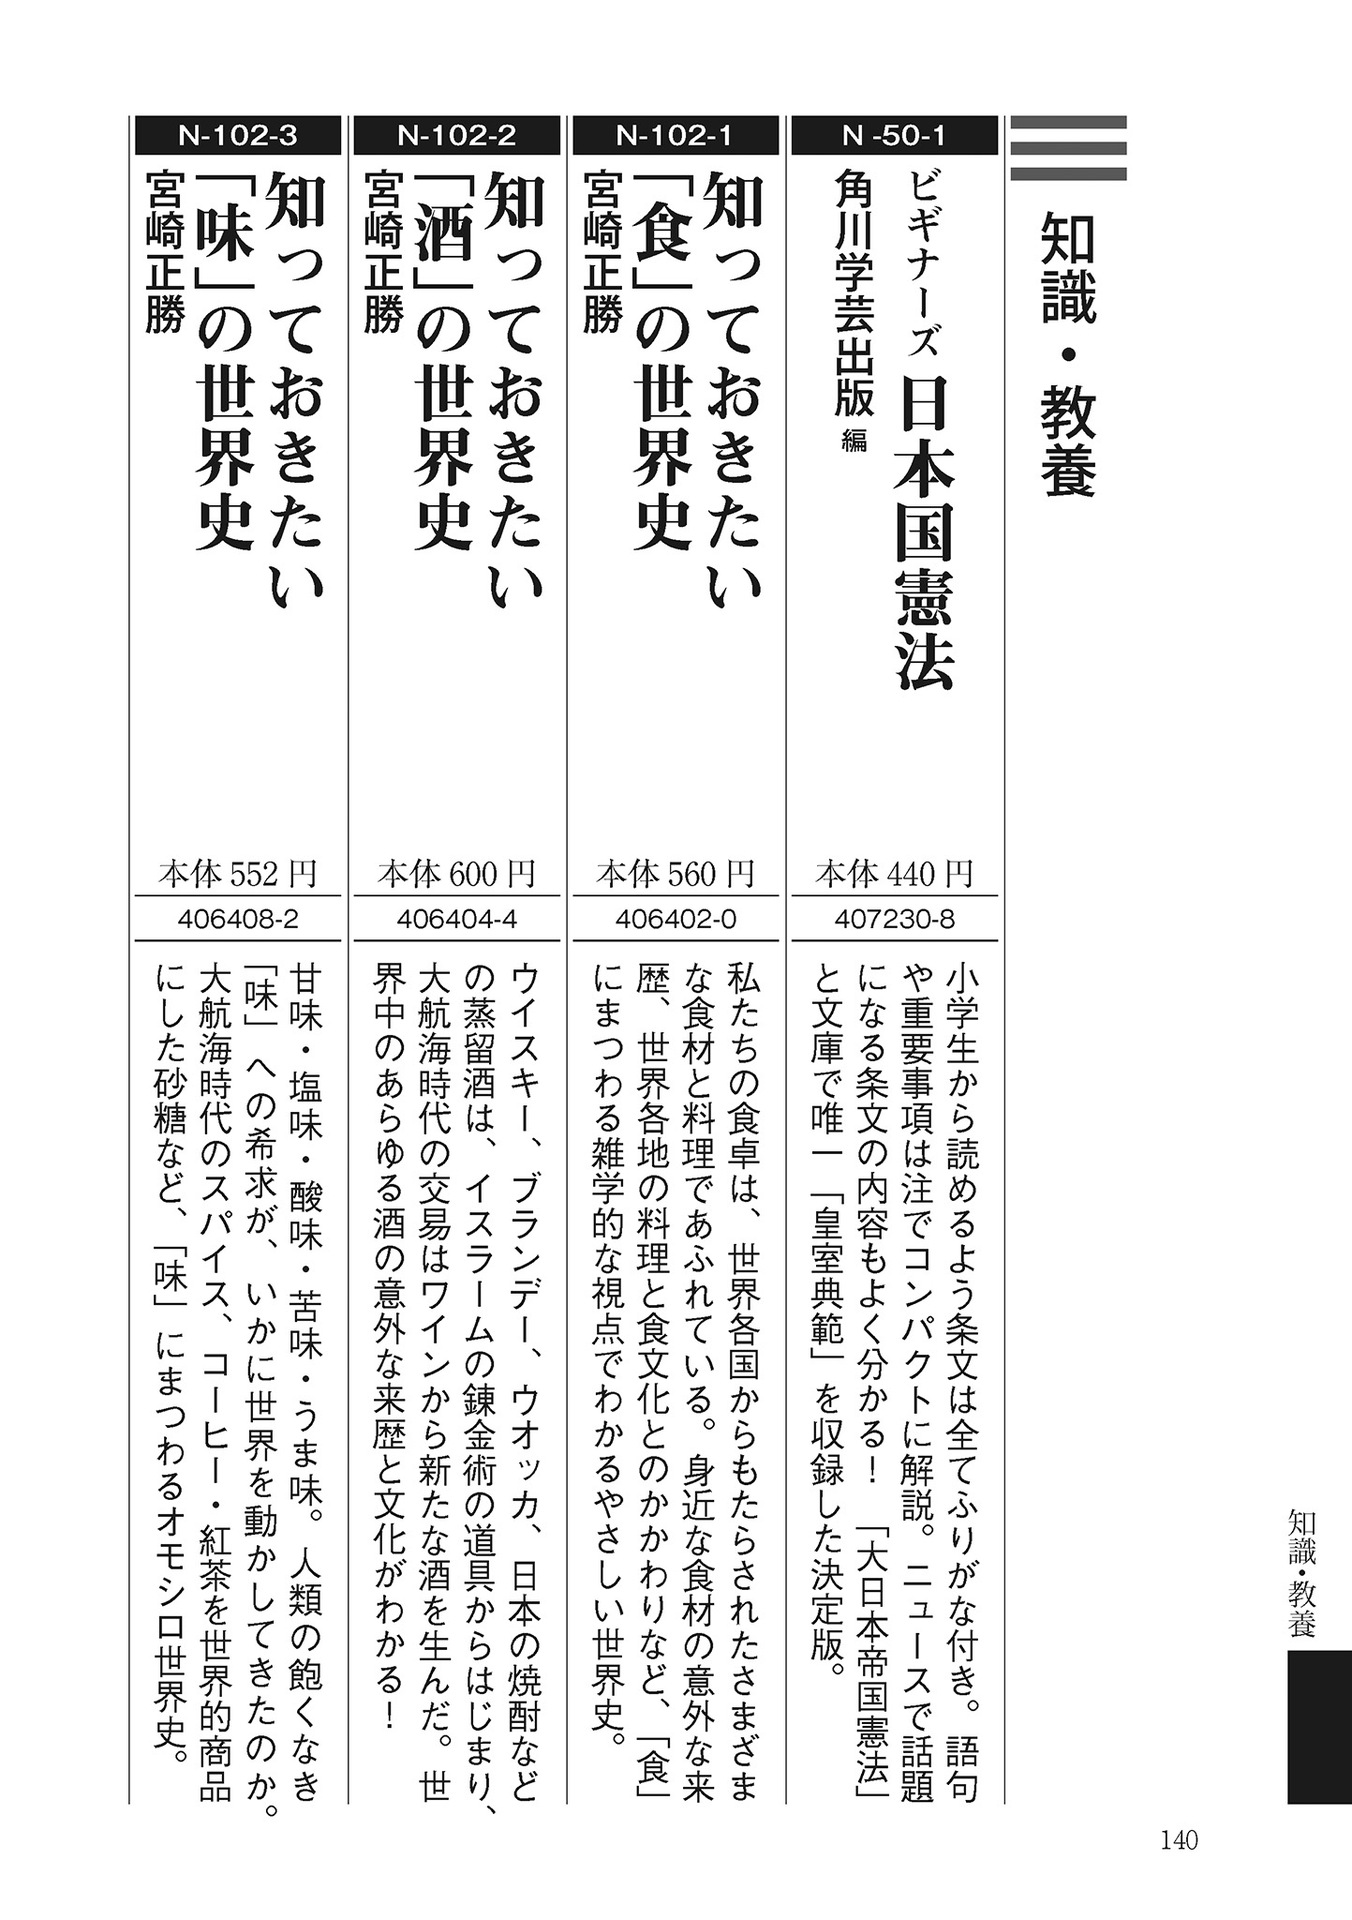 知識・教養
N-50-1
ビギナーズ 日本国憲法
角川学芸出版 編
本体440円
407230-8
小学生から読めるよう条文は全てふりがな付き。語句
や重要事項は注でコンパクトに解説。ニュースで話題
になる条文の内容もよく分かる！ 「大日本帝国憲法」
と文庫で唯一「皇室典範」を収録した決定版。
N-102-1
知っておきたい
「食」の世界史
宮崎正勝
本体560円
406402-0
私たちの食卓は、世界各国からもたらされたさまざま
な食材と料理であふれている。身近な食材の意外な来
歴、世界各地の料理と食文化とのかかわりなど、「食」
にまつわる雑学的な視点でわかるやさしい世界史。
N-102-2
知っておきたい
「酒」の世界史
宮崎正勝
本体600円
406404-4
ウイスキー、ブランデー、ウオッカ、日本の焼酎など
の蒸留酒は、イスラームの錬金術の道具からはじまり、
大航海時代の交易はワインから新たな酒を生んだ。世
界中のあらゆる酒の意外な来歴と文化がわかる！
N-102-3
知っておきたい
「味」の世界史
宮崎正勝
本体552円
406408-2
甘味・塩味・酸味・苦味・うま味。人類の飽くなき
「味」への希求が、いかに世界を動かしてきたのか。
大航海時代のスパイス、コーヒー・紅茶を世界的商品
にした砂糖など、「味」にまつわるオモシロ世界史。
知識・教養
140